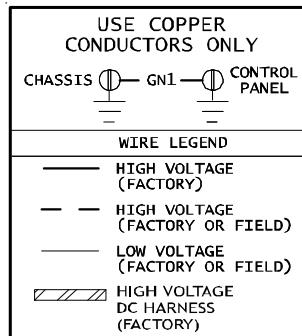 USE COPPER
CONDUCTORS ONLY
CHASSIS GN1 CONTROL
PANEL
WIRE LEGEND
HIGH VOLTAGE
(FACTORY)
HIGH VOLTAGE
(FACTORY OR FIELD)
LOW VOLTAGE
(FACTORY OR FIELD)
HIGH VOLTAGE
DC HARNESS
(FACTORY)